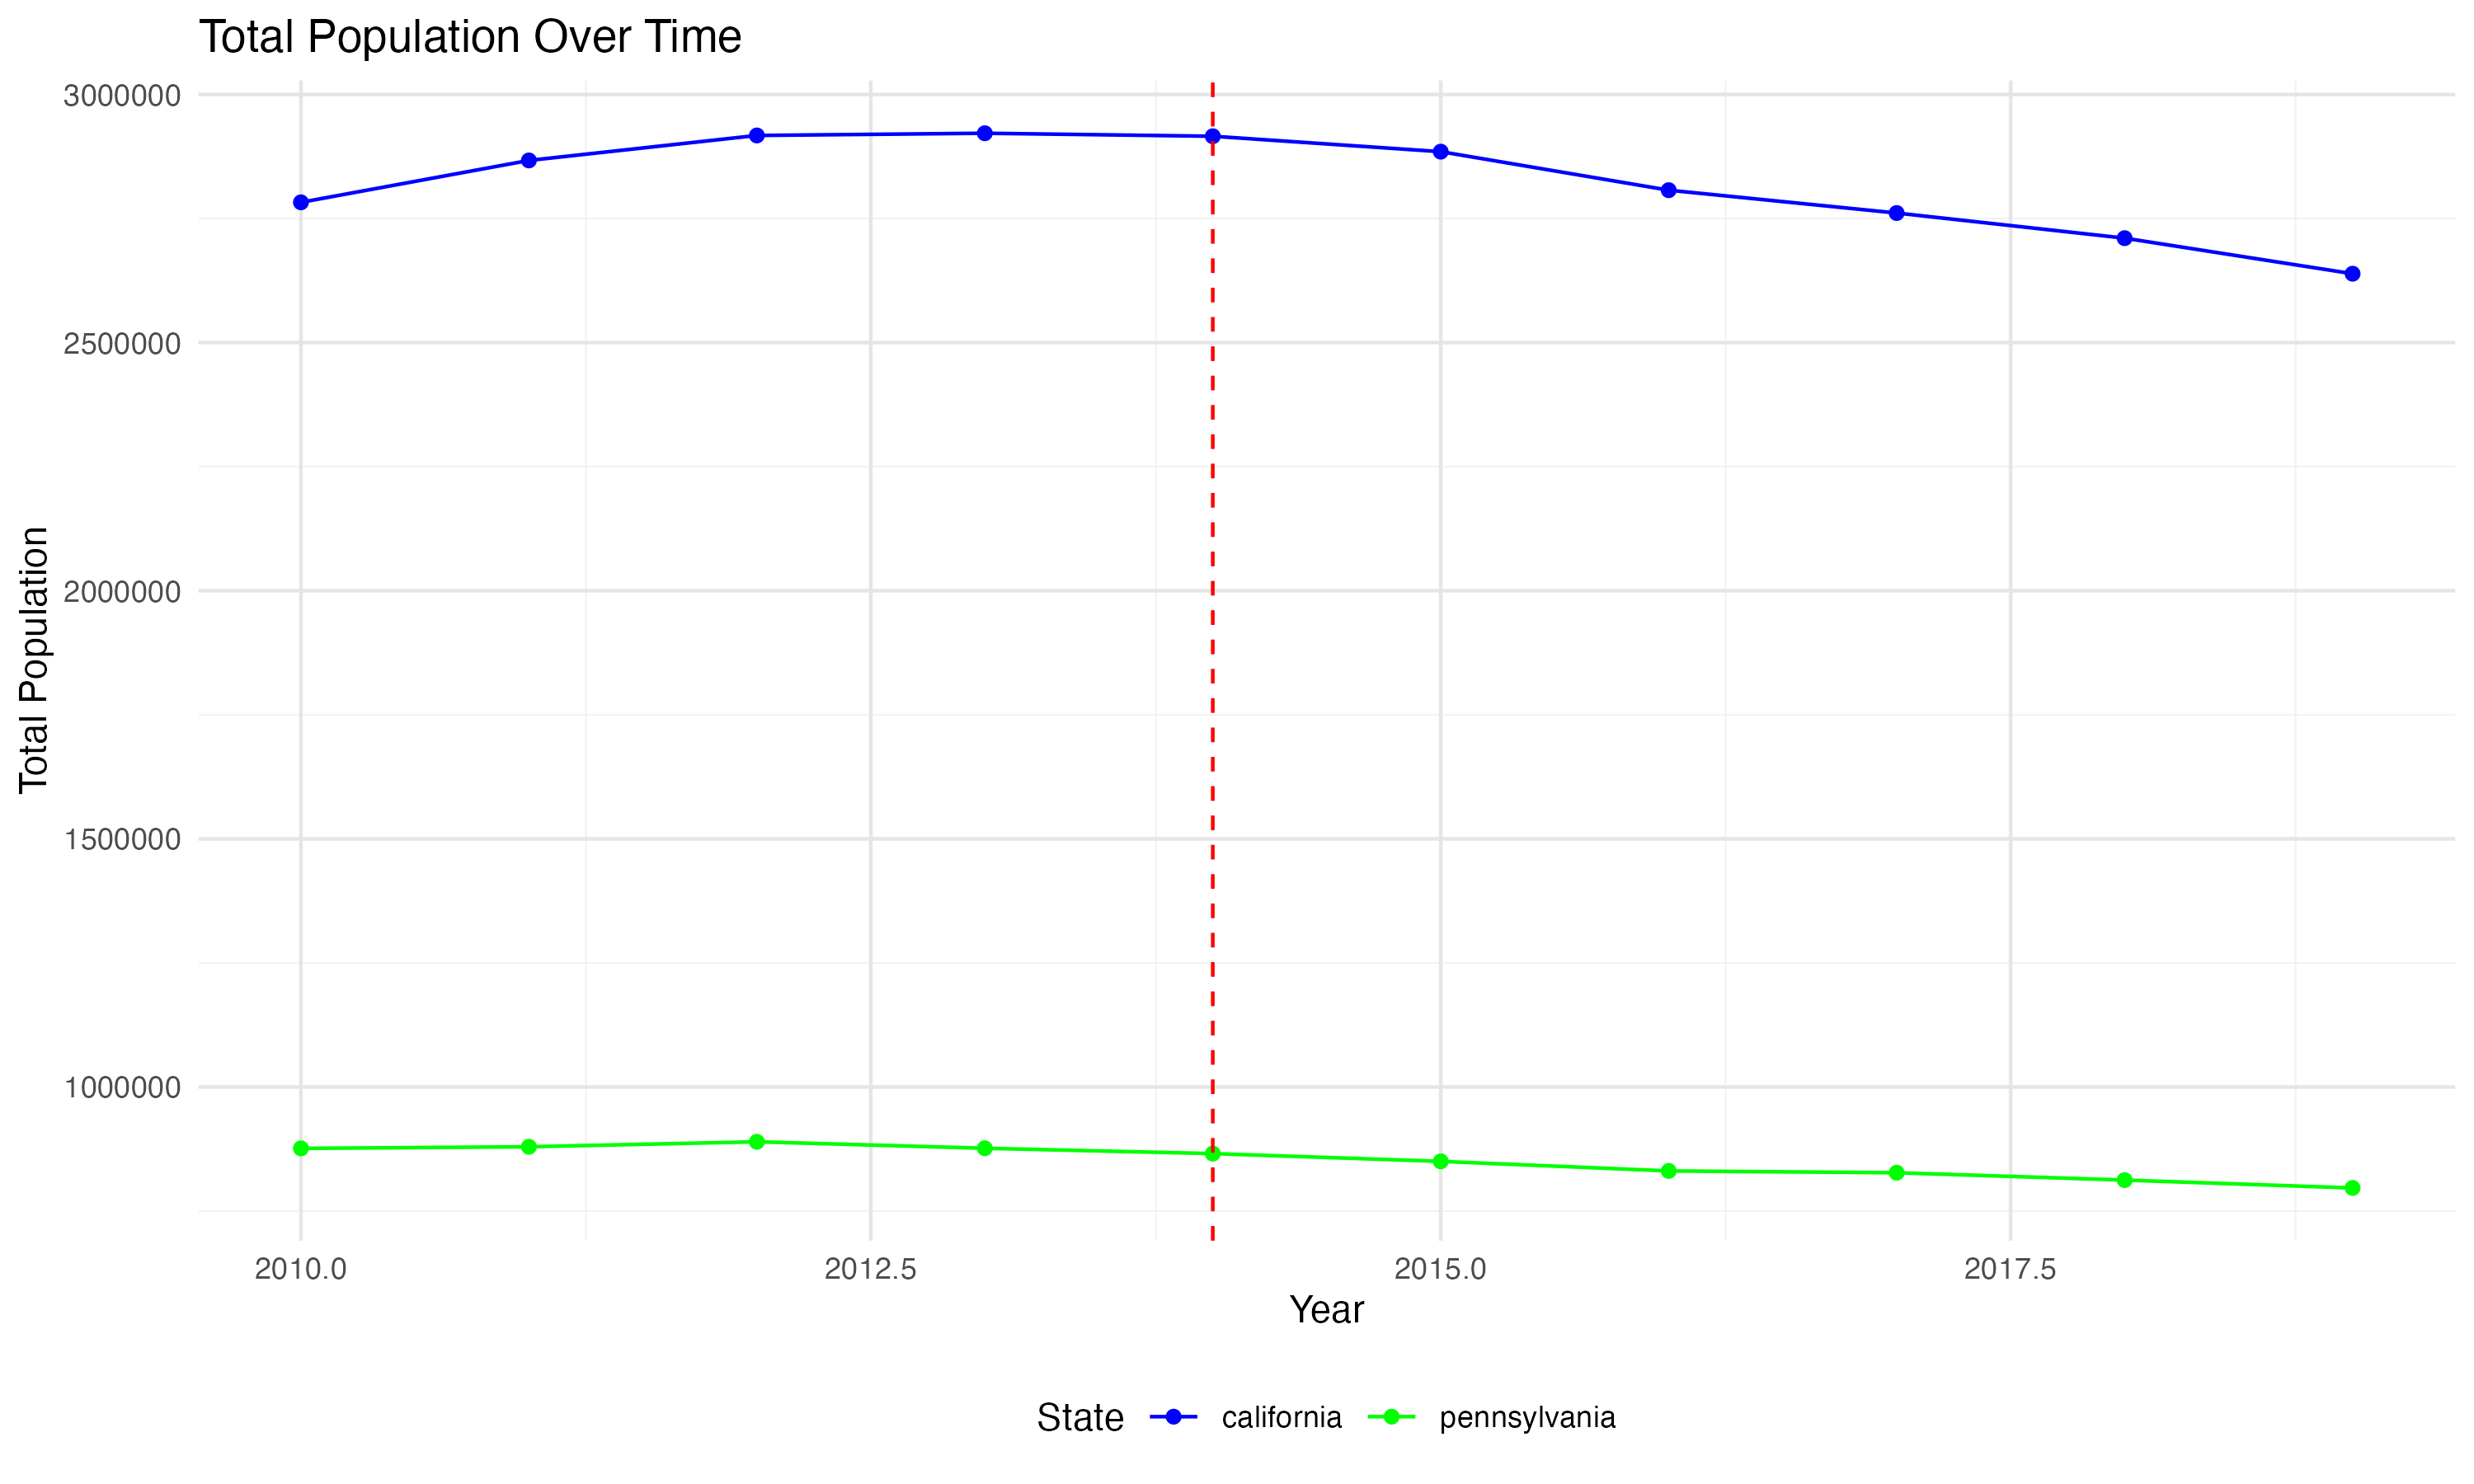 Total Population Over Time
Total Population
3000000
2500000
2000000
1500000
1000000
2010.0 2012.5 2015.0 2017.5
Year
State california pennsylvania